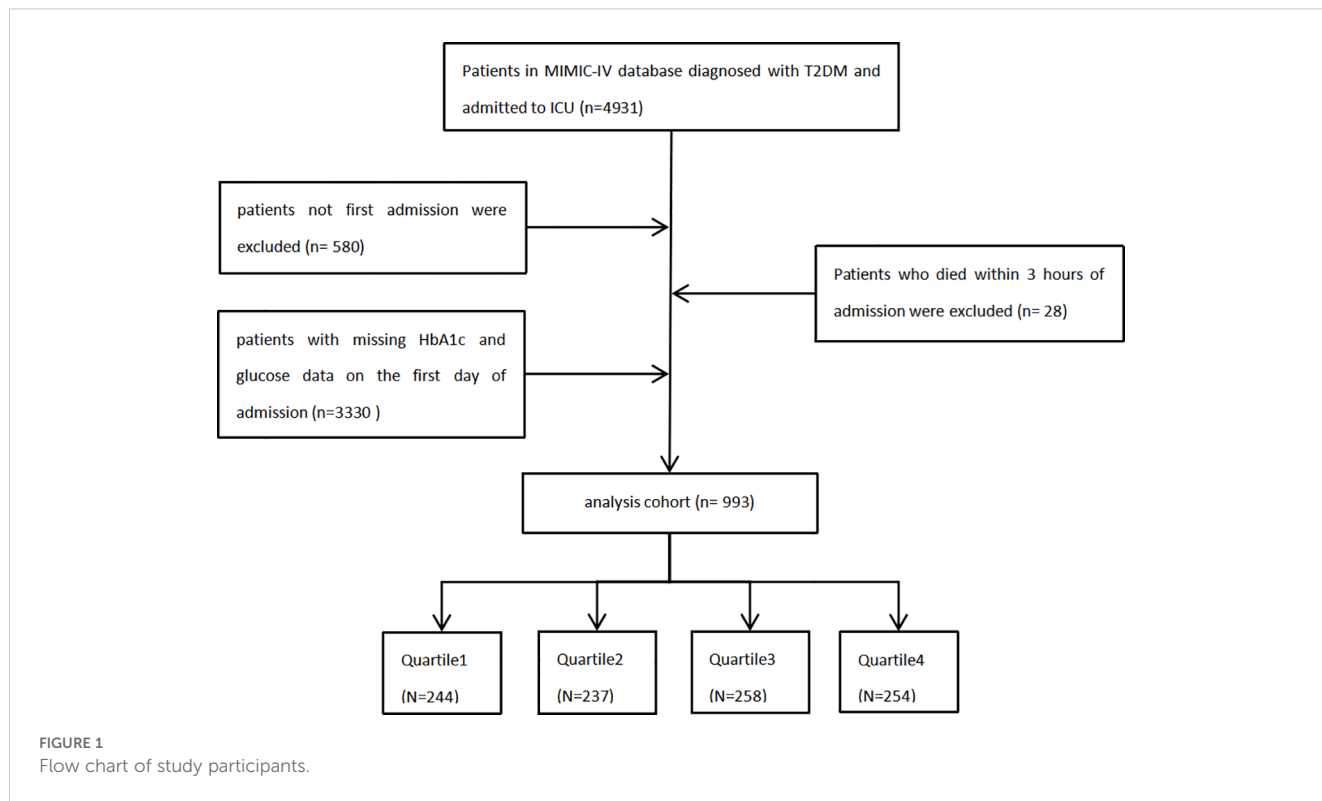 Patients in MIMIC-IV database diagnosed with T2DM and
admitted to ICU (n=4931)
patients not first admission were
excluded (n= 580)
Patients who died within 3 hours of
admission were excluded (n= 28)
patients with missing HbA1c and
glucose data on the first day of
admission (n=3330 )
analysis cohort (n= 993)
Quartile1
(N=244)
Quartile2
(N=237)
Quartile3
(N=258)
Quartile4
(N=254)
FIGURE 1
Flow chart of study participants.